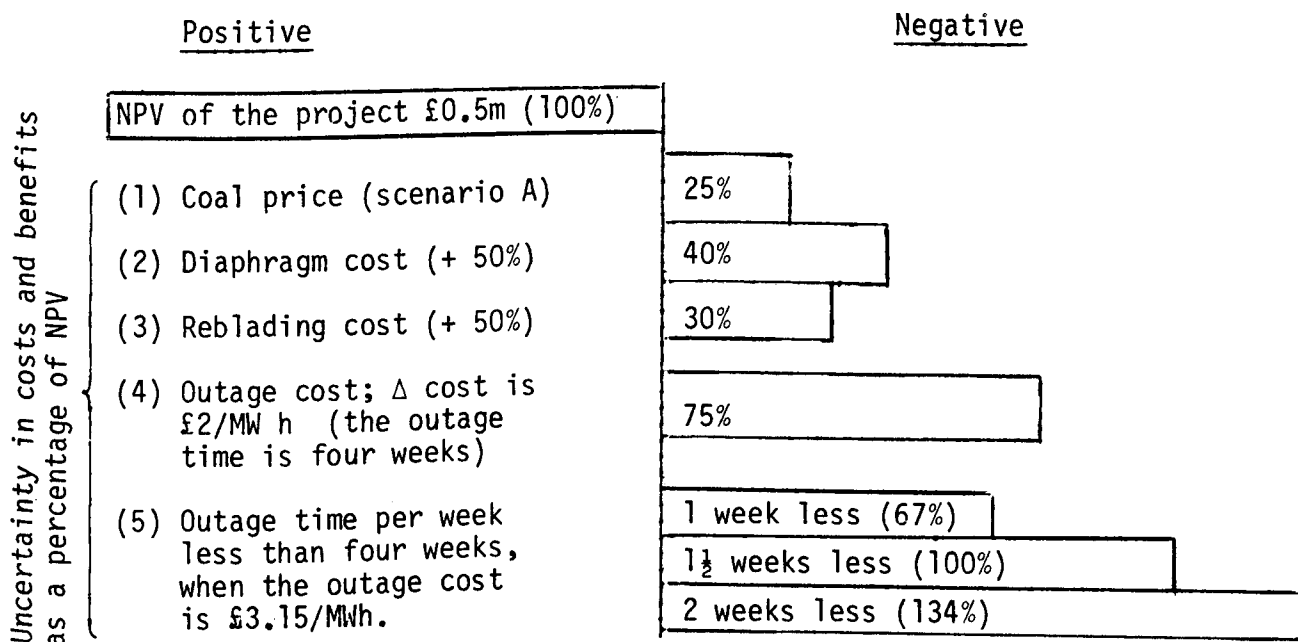 Positive
Negative
Uncertainty in costs and benefits
as a percentage of NPV
NPV of the project £0.5m (100%)
(1) Coal price (scenario A)
25%
(2) Diaphragm cost (+ 50%)
40%
(3) Reblading cost (+ 50%)
30%
(4) Outage cost; Δ cost is
£2/MW h (the outage
time is four weeks)
75%
(5) Outage time per week
less than four weeks,
when the outage cost
is £3.15/MWh.
1 week less (67%)
1½ weeks less (100%)
2 weeks less (134%)